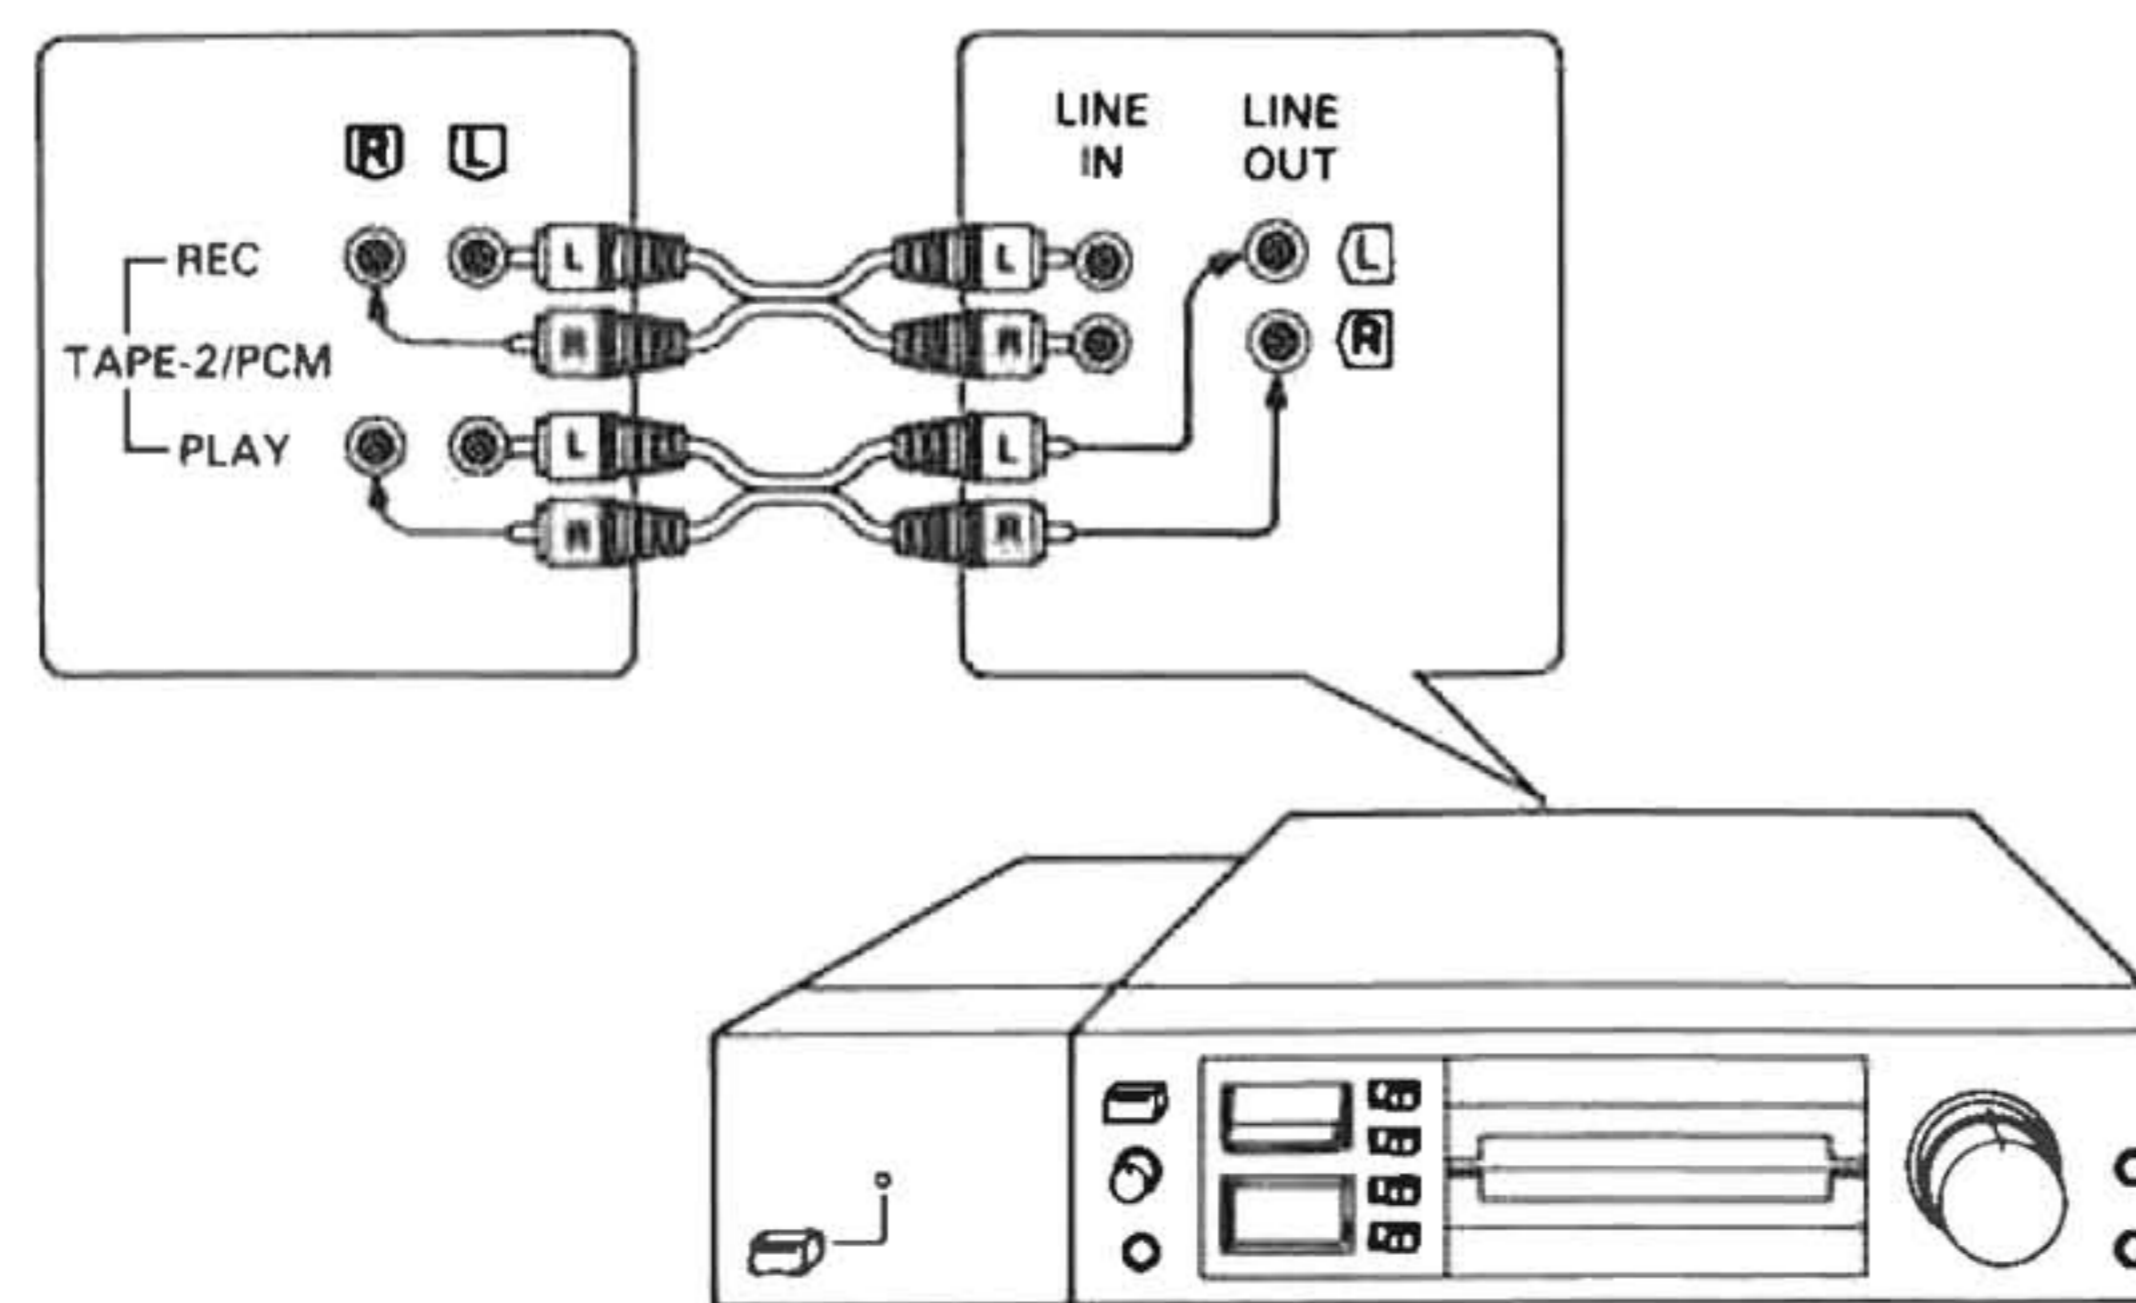 R L
REC
TAPE-2/PCM
PLAY
L L
R R
L L
R R
LINE IN
LINE OUT
L
R